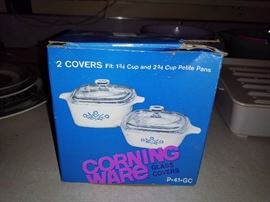 2 COVERS Fit: 1¾ Cup and 2¾ Cup Petite Pans
CORNING
WARE
GLASS
COVERS
P-41-GC